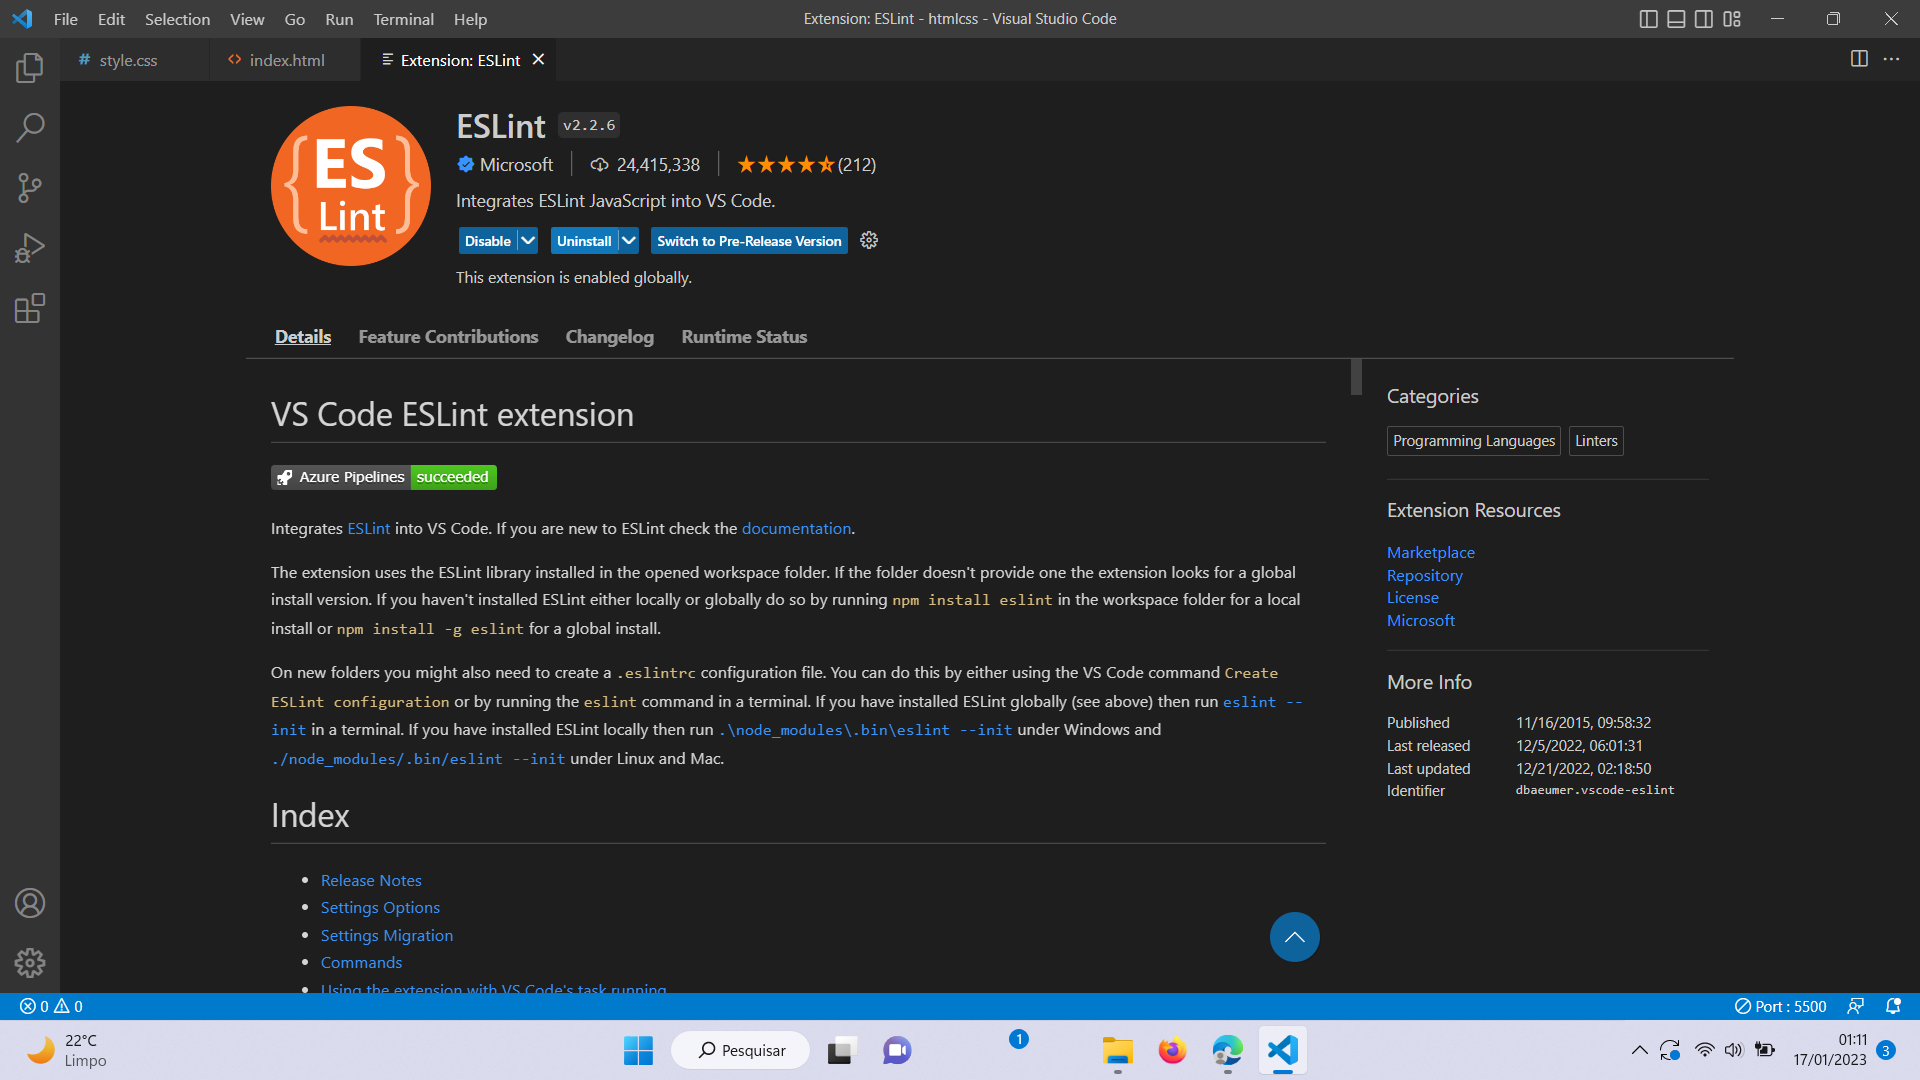 File Edit Selection View Go Run Terminal Help
Extension: ESLint - htmlcss - Visual Studio Code
# style.css
<> index.html
Extension: ESLint
{ES
Lint}
ESLint v2.2.6
Microsoft 24,415,338 (212)
Integrates ESLint JavaScript into VS Code.
Disable Uninstall Switch to Pre-Release Version
This extension is enabled globally.
Details Feature Contributions Changelog Runtime Status
VS Code ESLint extension
Azure Pipelines succeeded
Integrates ESLint into VS Code. If you are new to ESLint check the documentation.
The extension uses the ESLint library installed in the opened workspace folder. If the folder doesn't provide one the extension looks for a global
install version. If you haven't installed ESLint either locally or globally do so by running npm install eslint in the workspace folder for a local
install or npm install -g eslint for a global install.
On new folders you might also need to create a .eslintrc configuration file. You can do this by either using the VS Code command Create
ESLint configuration or by running the eslint command in a terminal. If you have installed ESLint globally (see above) then run eslint --
init in a terminal. If you have installed ESLint locally then run .\node_modules\.bin\eslint --init under Windows and
./node_modules/.bin/eslint --init under Linux and Mac.
Index
Release Notes
Settings Options
Settings Migration
Commands
Using the extension with VS Code's task running
Categories
Programming Languages Linters
Extension Resources
Marketplace
Repository
License
Microsoft
More Info
Published 11/16/2015, 09:58:32
Last released 12/5/2022, 06:01:31
Last updated 12/21/2022, 02:18:50
Identifier dbaeumer.vscode-eslint
0 0
Port : 5500
22°C
Limpo
Pesquisar
1
01:11
17/01/2023
3